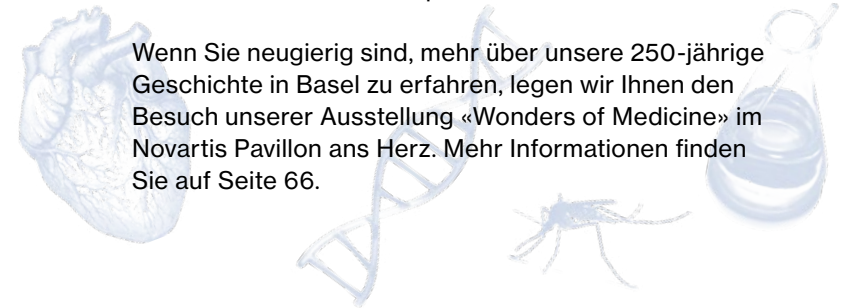 Wenn Sie neugierig sind, mehr über unsere 250-jährige
Geschichte in Basel zu erfahren, legen wir Ihnen den
Besuch unserer Ausstellung «Wonders of Medicine» im
Novartis Pavillon ans Herz. Mehr Informationen finden
Sie auf Seite 66.